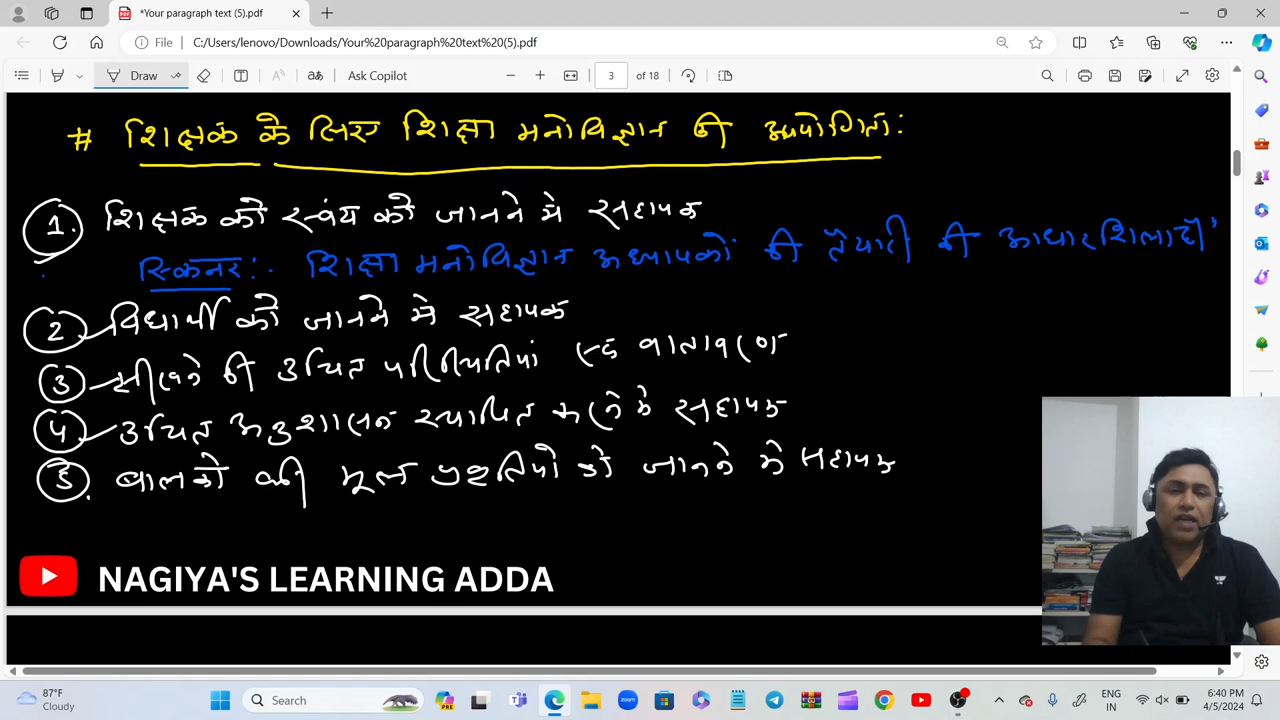 *Your paragraph text (5).pdf
File C:/Users/lenovo/Downloads/Your%20paragraph%20text%20(5).pdf
Draw Ask Copilot 3 of 18
# शिक्षक के लिए शिक्षा मनोविज्ञान की उपयोगिता:
1. शिक्षक को स्वंय को जानने मे सहायक
स्किनर:- शिक्षा मनोविज्ञान अध्यापकों की तैयारी की आधारशिला है'
2 विधार्थी को जानने मे सहायक
3 सीखने की उचित परिस्थितियां एवं वातावरण
4 उचित अनुशासन स्थापित करने मे सहायक
5. बालको की मूल प्रवृतियो को जानने मे सहायक
NAGIYA'S LEARNING ADDA
87°F
Cloudy
Search
PRE
zoom
ENG
IN
6:40 PM
4/5/2024